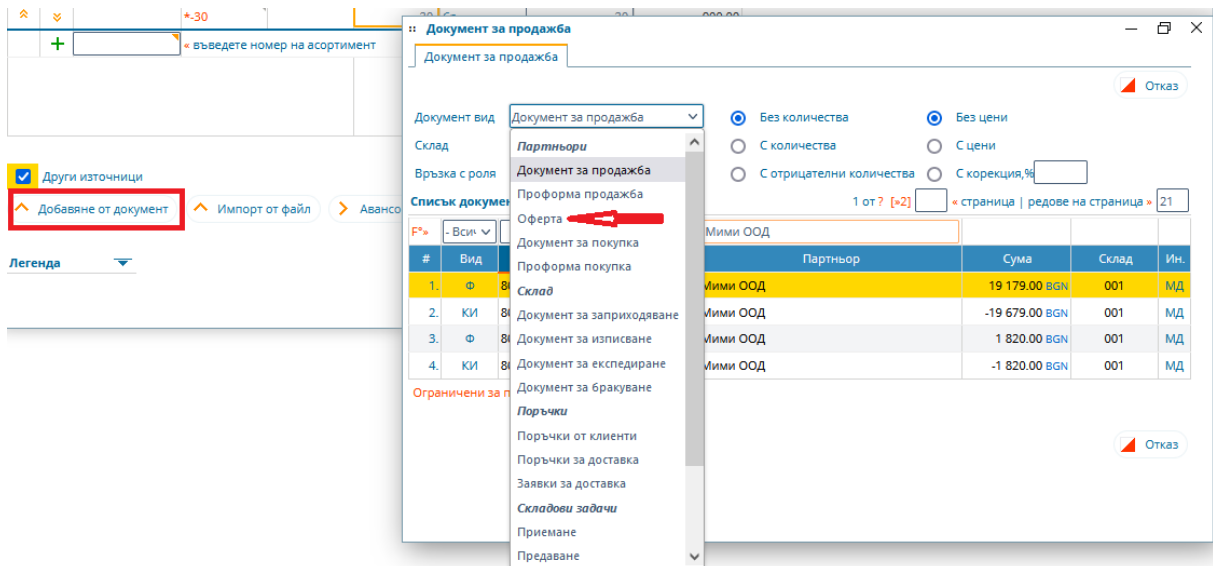 *-30
« въведете номер на асортимент
Други източници
Добавяне от документ
Импорт от файл
Легенда
Документ за продажба
Документ за продажба
Отказ
Документ вид
Документ за продажба
Без количества
Без цени
Склад
С количества
С цени
Връзка с роля
С отрицателни количества
С корекция,%
1 от ? [»2] « страница | редове на страница » 21
F°» Мими ООД
# Вид Партньор Сума Склад Ин.
1. Ф Мими ООД 19 179.00 BGN 001 МД
2. КИ Мими ООД -19 679.00 BGN 001 МД
3. Ф Мими ООД 1 820.00 BGN 001 МД
4. КИ Мими ООД -1 820.00 BGN 001 МД
Партньори
Документ за продажба
Проформа продажба
Оферта
Документ за покупка
Проформа покупка
Склад
Документ за заприходяване
Документ за изписване
Документ за експедиране
Документ за бракуване
Поръчки
Поръчки от клиенти
Поръчки за доставка
Заявки за доставка
Складови задачи
Приемане
Предаване
Отказ